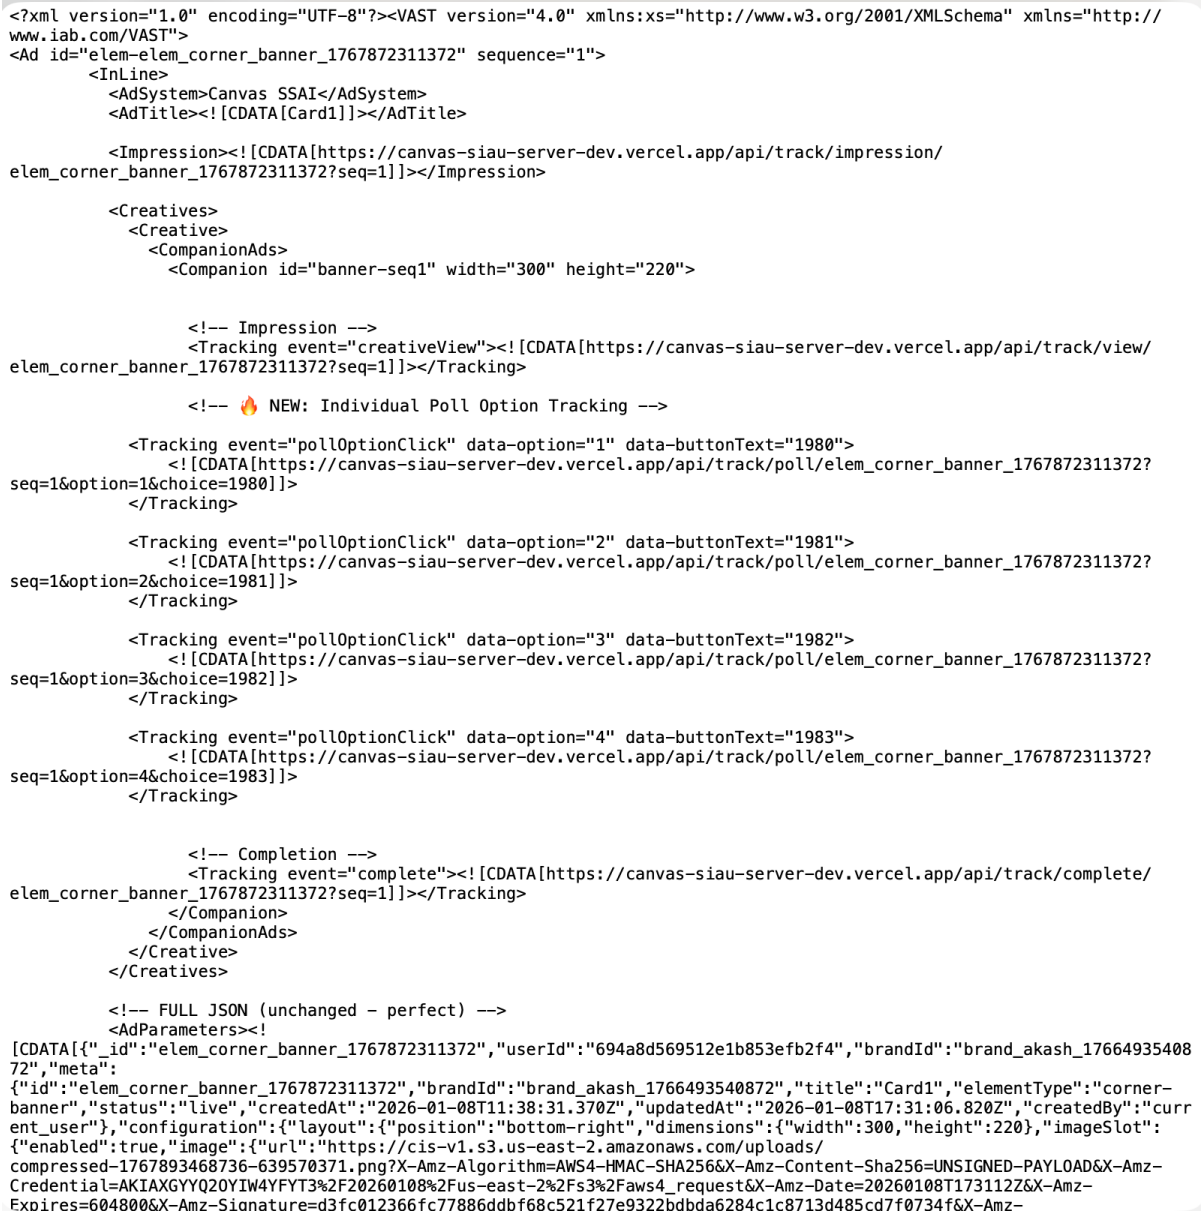 <?xml version="1.0" encoding="UTF-8"?><VAST version="4.0" xmlns:xs="http://www.w3.org/2001/XMLSchema" xmlns="http://
www.iab.com/VAST">
<Ad id="elem-elem_corner_banner_1767872311372" sequence="1">
<InLine>
<AdSystem>Canvas SSAI</AdSystem>
<AdTitle><![CDATA[Card1]]></AdTitle>
<Impression><![CDATA[https://canvas-siau-server-dev.vercel.app/api/track/impression/
elem_corner_banner_1767872311372?seq=1]]></Impression>
<Creatives>
<Creative>
<CompanionAds>
<Companion id="banner-seq1" width="300" height="220">
<!-- Impression -->
<Tracking event="creativeView"><![CDATA[https://canvas-siau-server-dev.vercel.app/api/track/view/
elem_corner_banner_1767872311372?seq=1]]></Tracking>
<!-- 🔥 NEW: Individual Poll Option Tracking -->
<Tracking event="pollOptionClick" data-option="1" data-buttonText="1980">
<![CDATA[https://canvas-siau-server-dev.vercel.app/api/track/poll/elem_corner_banner_1767872311372?
seq=1&option=1&choice=1980]]>
</Tracking>
<Tracking event="pollOptionClick" data-option="2" data-buttonText="1981">
<![CDATA[https://canvas-siau-server-dev.vercel.app/api/track/poll/elem_corner_banner_1767872311372?
seq=1&option=2&choice=1981]]>
</Tracking>
<Tracking event="pollOptionClick" data-option="3" data-buttonText="1982">
<![CDATA[https://canvas-siau-server-dev.vercel.app/api/track/poll/elem_corner_banner_1767872311372?
seq=1&option=3&choice=1982]]>
</Tracking>
<Tracking event="pollOptionClick" data-option="4" data-buttonText="1983">
<![CDATA[https://canvas-siau-server-dev.vercel.app/api/track/poll/elem_corner_banner_1767872311372?
seq=1&option=4&choice=1983]]>
</Tracking>
<!-- Completion -->
<Tracking event="complete"><![CDATA[https://canvas-siau-server-dev.vercel.app/api/track/complete/
elem_corner_banner_1767872311372?seq=1]]></Tracking>
</Companion>
</CompanionAds>
</Creative>
</Creatives>
<!-- FULL JSON (unchanged - perfect) -->
<AdParameters><!
[CDATA[{"_id":"elem_corner_banner_1767872311372","userId":"694a8d569512e1b853efb2f4","brandId":"brand_akash_17664935408
72","meta":
{"id":"elem_corner_banner_1767872311372","brandId":"brand_akash_1766493540872","title":"Card1","elementType":"corner-
banner","status":"live","createdAt":"2026-01-08T11:38:31.370Z","updatedAt":"2026-01-08T17:31:06.820Z","createdBy":"curr
ent_user"},"configuration":{"layout":{"position":"bottom-right","dimensions":{"width":300,"height":220},"imageSlot":
{"enabled":true,"image":{"url":"https://cis-v1.s3.us-east-2.amazonaws.com/uploads/
compressed-1767893468736-639570371.png?X-Amz-Algorithm=AWS4-HMAC-SHA256&X-Amz-Content-Sha256=UNSIGNED-PAYLOAD&X-Amz-
Credential=AKIAXGYYQ2OYIW4YFYT3%2F20260108%2Fus-east-2%2Fs3%2Faws4_request&X-Amz-Date=20260108T173112Z&X-Amz-
Expires=604800&X-Amz-Signature=d3fc012366fc77886ddbf68c521f27e9322bdbda6284c1c8713d485cd7f0734f&X-Amz-